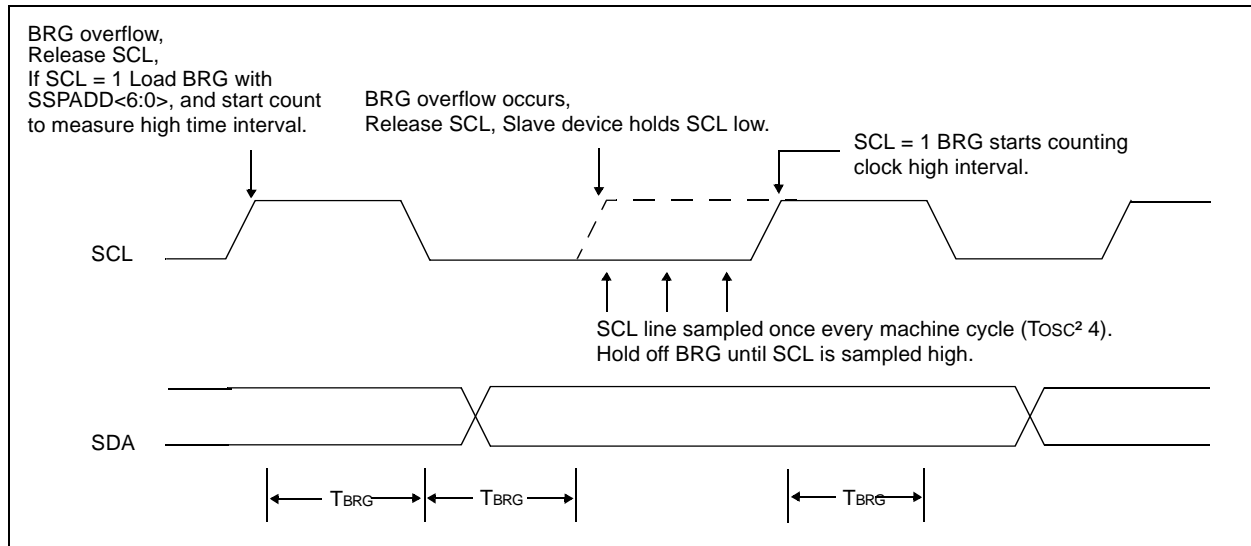 BRG overflow,
Release SCL,
If SCL = 1 Load BRG with
SSPADD<6:0>, and start count
to measure high time interval.
BRG overflow occurs,
Release SCL, Slave device holds SCL low.
SCL = 1 BRG starts counting
clock high interval.
SCL
SCL line sampled once every machine cycle (TOSC² 4).
Hold off BRG until SCL is sampled high.
SDA
TBRG
TBRG
TBRG